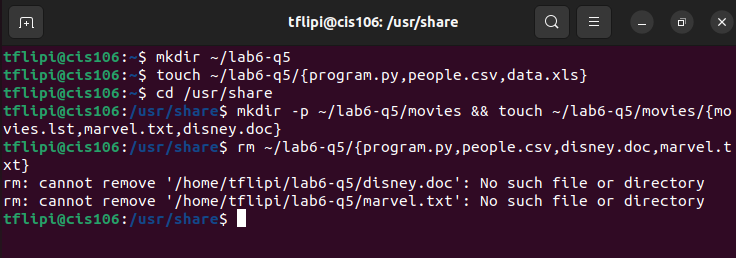 tflipi@cis106: /usr/share
tflipi@cis106:~$ mkdir ~/lab6-q5
tflipi@cis106:~$ touch ~/lab6-q5/{program.py,people.csv,data.xls}
tflipi@cis106:~$ cd /usr/share
tflipi@cis106:/usr/share$ mkdir -p ~/lab6-q5/movies && touch ~/lab6-q5/movies/{mo
vies.lst,marvel.txt,disney.doc}
tflipi@cis106:/usr/share$ rm ~/lab6-q5/{program.py,people.csv,disney.doc,marvel.t
xt}
rm: cannot remove '/home/tflipi/lab6-q5/disney.doc': No such file or directory
rm: cannot remove '/home/tflipi/lab6-q5/marvel.txt': No such file or directory
tflipi@cis106:/usr/share$